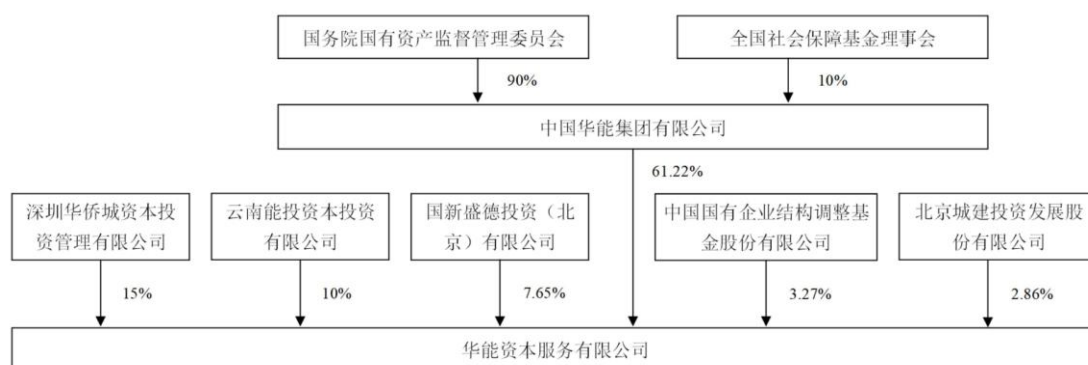 国务院国有资产监督管理委员会
全国社会保障基金理事会
90%
10%
中国华能集团有限公司
61.22%
深圳华侨城资本投
资管理有限公司
云南能投资本投资
有限公司
国新盛德投资（北
京）有限公司
中国国有企业结构调整基
金股份有限公司
北京城建投资发展股
份有限公司
15%
10%
7.65%
3.27%
2.86%
华能资本服务有限公司